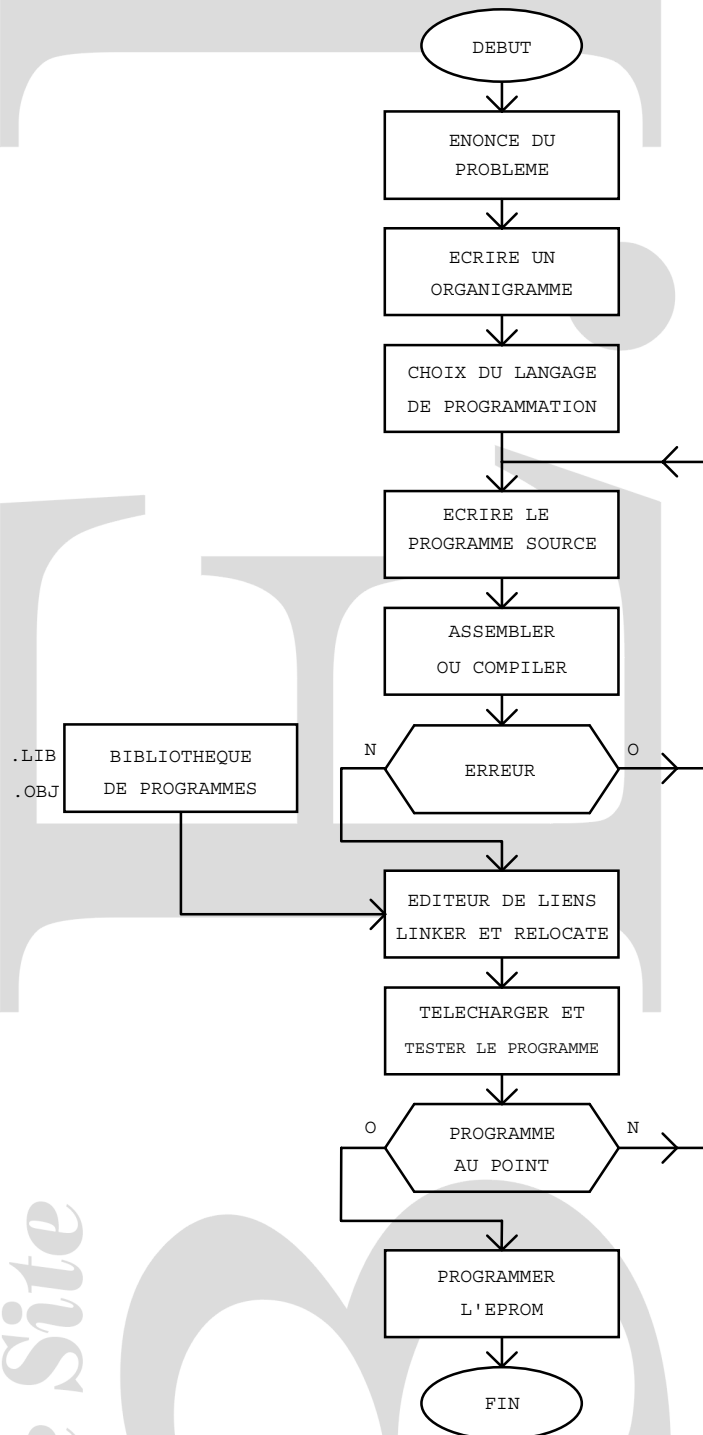 DEBUT
ENONCE DU
PROBLEME
ECRIRE UN
ORGANIGRAMME
CHOIX DU LANGAGE
DE PROGRAMMATION
ECRIRE LE
PROGRAMME SOURCE
ASSEMBLER
OU COMPILER
N
O
ERREUR
.LIB
BIBLIOTHEQUE
.OBJ
DE PROGRAMMES
EDITEUR DE LIENS
LINKER ET RELOCATE
TELECHARGER ET
TESTER LE PROGRAMME
O
N
PROGRAMME
AU POINT
PROGRAMMER
L'EPROM
FIN
Site